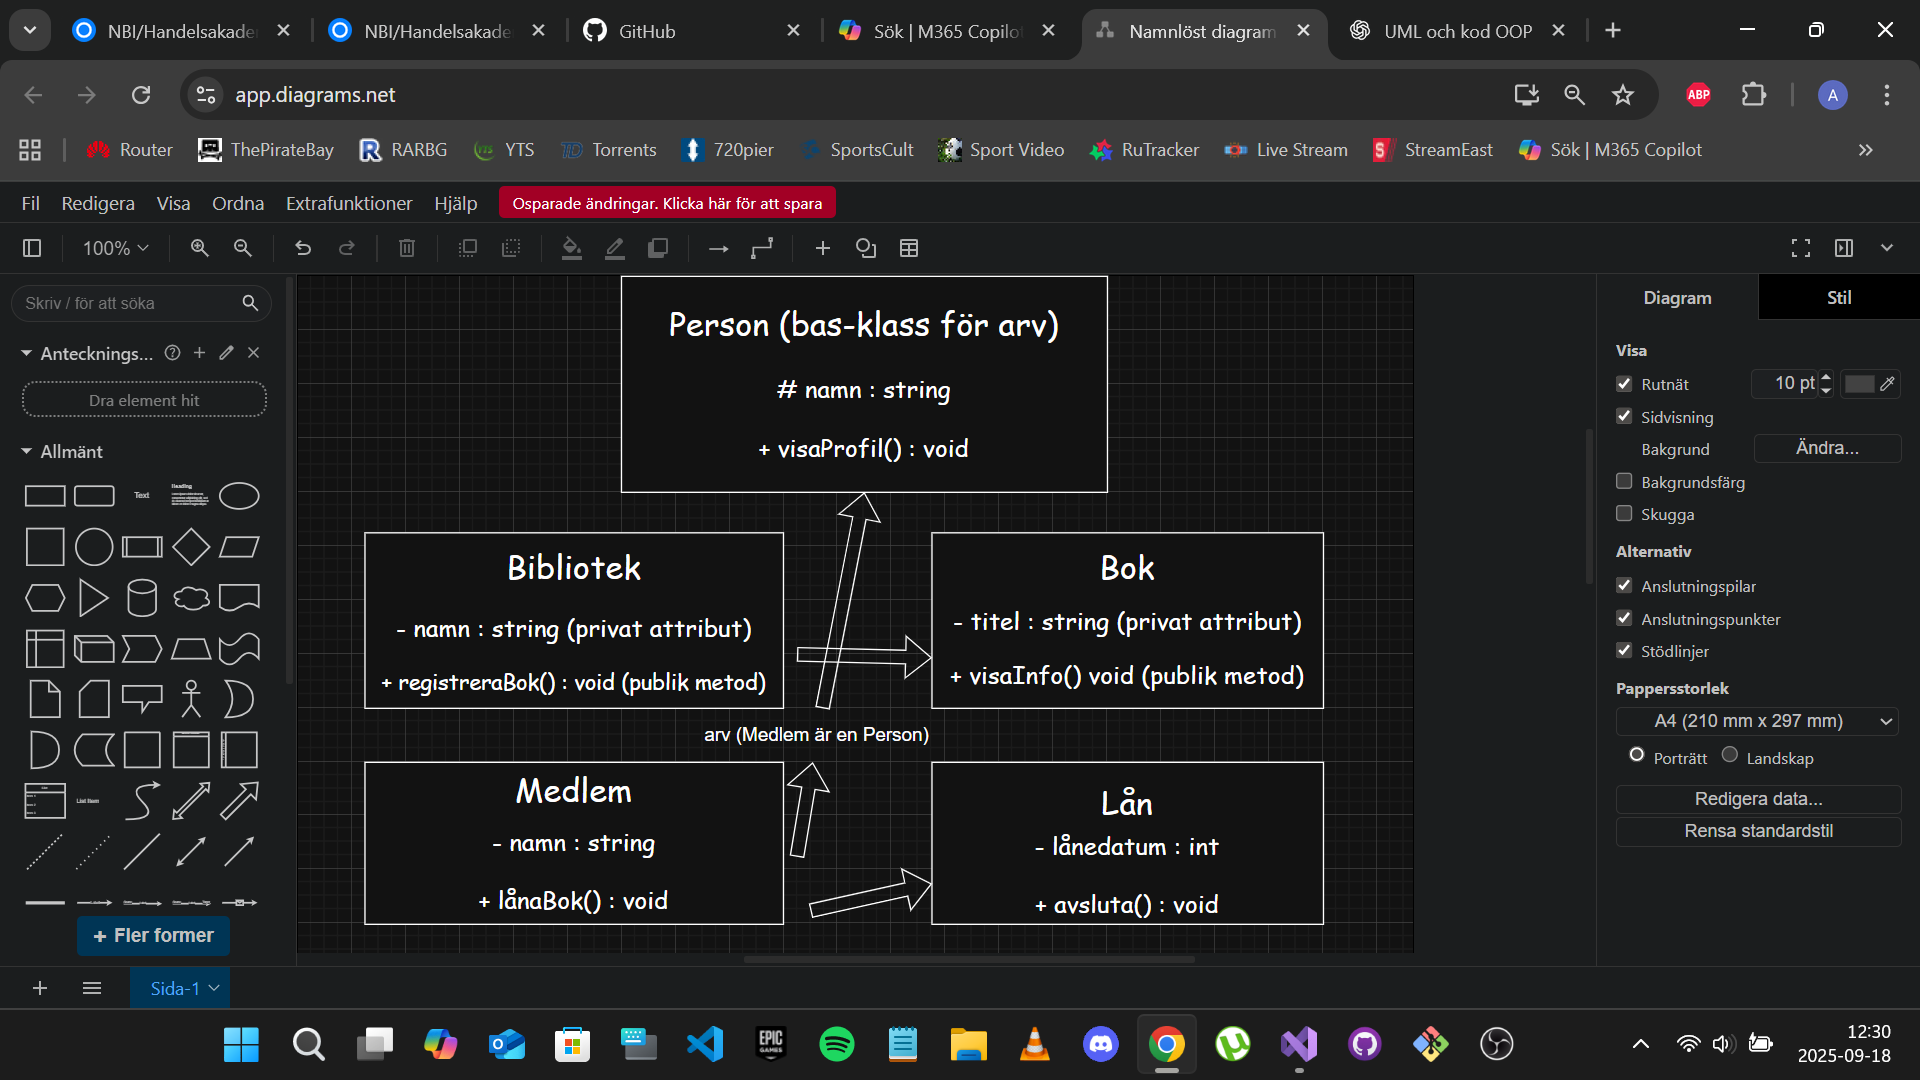 NBI/Handelsakade
NBI/Handelsakade
GitHub
Sök | M365 Copilot
Namnlöst diagram
UML och kod OOP
app.diagrams.net
ABP
A
Router
ThePirateBay
RARBG
YTS
Torrents
720pier
SportsCult
Sport Video
RuTracker
Live Stream
StreamEast
Sök | M365 Copilot
Fil
Redigera
Visa
Ordna
Extrafunktioner
Hjälp
Osparade ändringar. Klicka här för att spara
100%
Skriv / för att söka
Antecknings...
Dra element hit
Allmänt
Text
Heading
List Item
+ Fler former
Person (bas-klass för arv)
# namn : string
+ visaProfil() : void
Bibliotek
- namn : string (privat attribut)
+ registreraBok() : void (publik metod)
Bok
- titel : string (privat attribut)
+ visaInfo() void (publik metod)
arv (Medlem är en Person)
Medlem
- namn : string
+ lånaBok() : void
Lån
- lånedatum : int
+ avsluta() : void
Diagram
Stil
Visa
Rutnät
10 pt
Sidvisning
Bakgrund
Ändra...
Bakgrundsfärg
Skugga
Alternativ
Anslutningspilar
Anslutningspunkter
Stödlinjer
Pappersstorlek
A4 (210 mm x 297 mm)
Porträtt
Landskap
Redigera data...
Rensa standardstil
Sida-1
EPIC
GAMES
12:30
2025-09-18